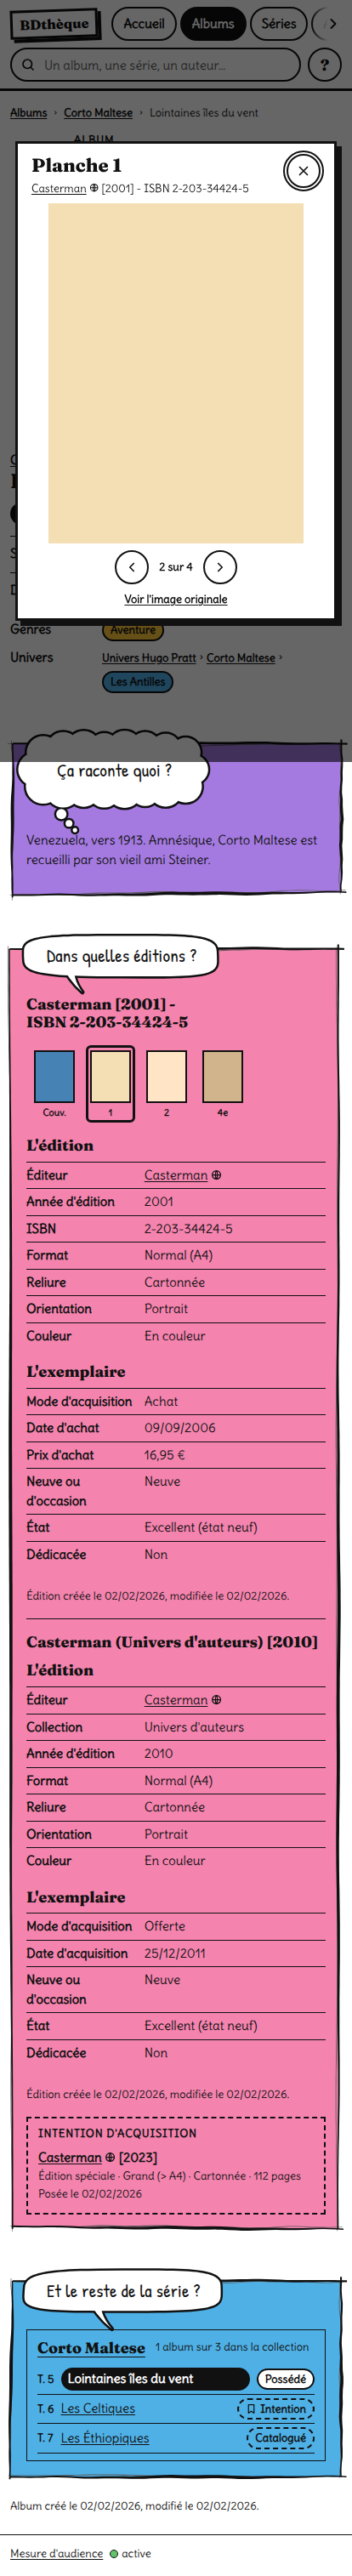 BDthèque Accueil Albums Séries
Un album, une série, un auteur... ?
Albums › Corto Maltese › Lointaines îles du vent
ALBUM
Planche 1
Casterman [2001] - ISBN 2-203-34424-5
2 sur 4
Voir l'image originale
Genres Aventure
Univers Univers Hugo Pratt › Corto Maltese ›
Les Antilles
Ça raconte quoi ?
Venezuela, vers 1913. Amnésique, Corto Maltese est
recueilli par son vieil ami Steiner.
Dans quelles éditions ?
Casterman [2001] -
ISBN 2-203-34424-5
Couv. 1 2 4e
L'édition
Éditeur Casterman
Année d'édition 2001
ISBN 2-203-34424-5
Format Normal (A4)
Reliure Cartonnée
Orientation Portrait
Couleur En couleur
L'exemplaire
Mode d'acquisition Achat
Date d'achat 09/09/2006
Prix d'achat 16,95 €
Neuve ou Neuve
d'occasion
État Excellent (état neuf)
Dédicacée Non
Édition créée le 02/02/2026, modifiée le 02/02/2026.
Casterman (Univers d'auteurs) [2010]
L'édition
Éditeur Casterman
Collection Univers d'auteurs
Année d'édition 2010
Format Normal (A4)
Reliure Cartonnée
Orientation Portrait
Couleur En couleur
L'exemplaire
Mode d'acquisition Offerte
Date d'acquisition 25/12/2011
Neuve ou Neuve
d'occasion
État Excellent (état neuf)
Dédicacée Non
Édition créée le 02/02/2026, modifiée le 02/02/2026.
INTENTION D'ACQUISITION
Casterman [2023]
Édition spéciale · Grand (> A4) · Cartonnée · 112 pages
Posée le 02/02/2026
Et le reste de la série ?
Corto Maltese 1 album sur 3 dans la collection
T. 5 Lointaines îles du vent Possédé
T. 6 Les Celtiques Intention
T. 7 Les Éthiopiques Catalogué
Album créé le 02/02/2026, modifié le 02/02/2026.
Mesure d'audience active